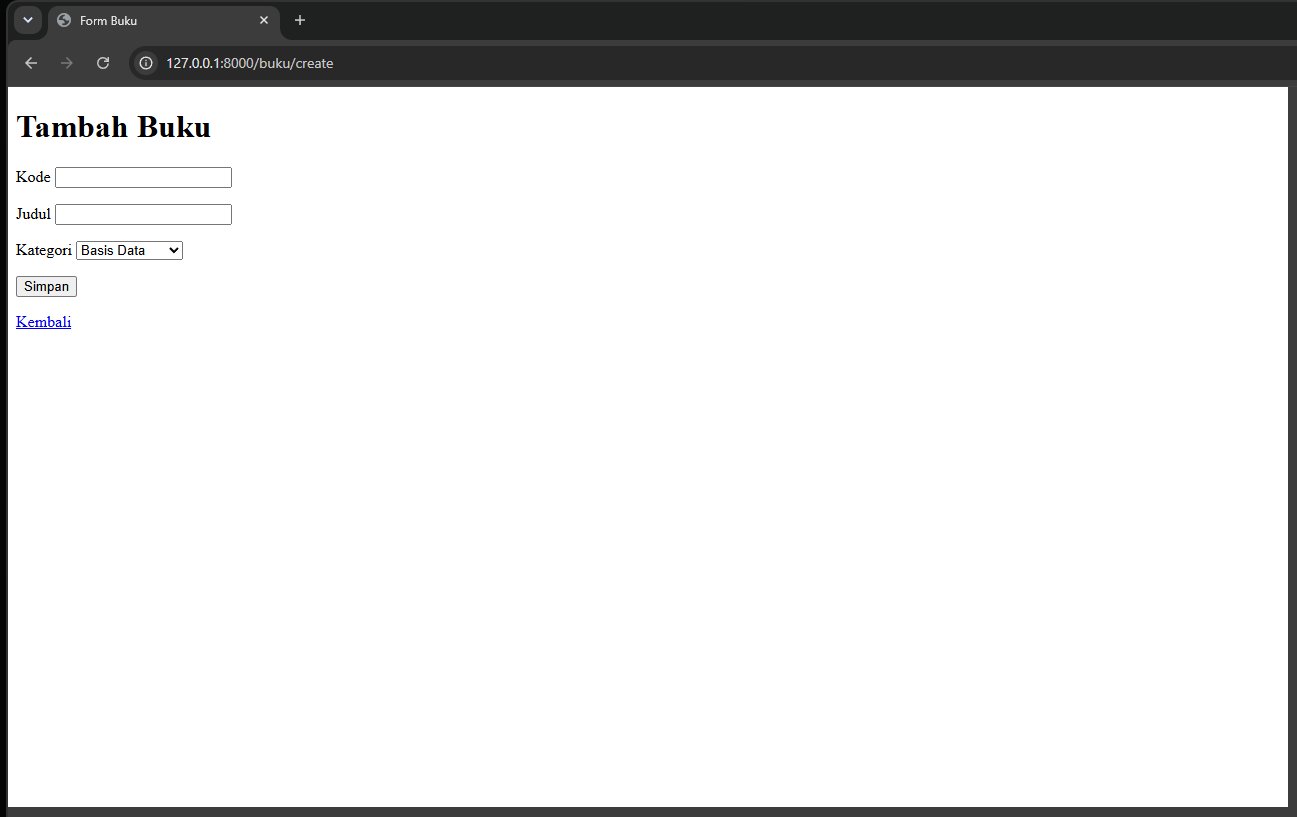 Form Buku
127.0.0.1:8000/buku/create
Tambah Buku
Kode
Judul
Kategori Basis Data
Simpan
Kembali